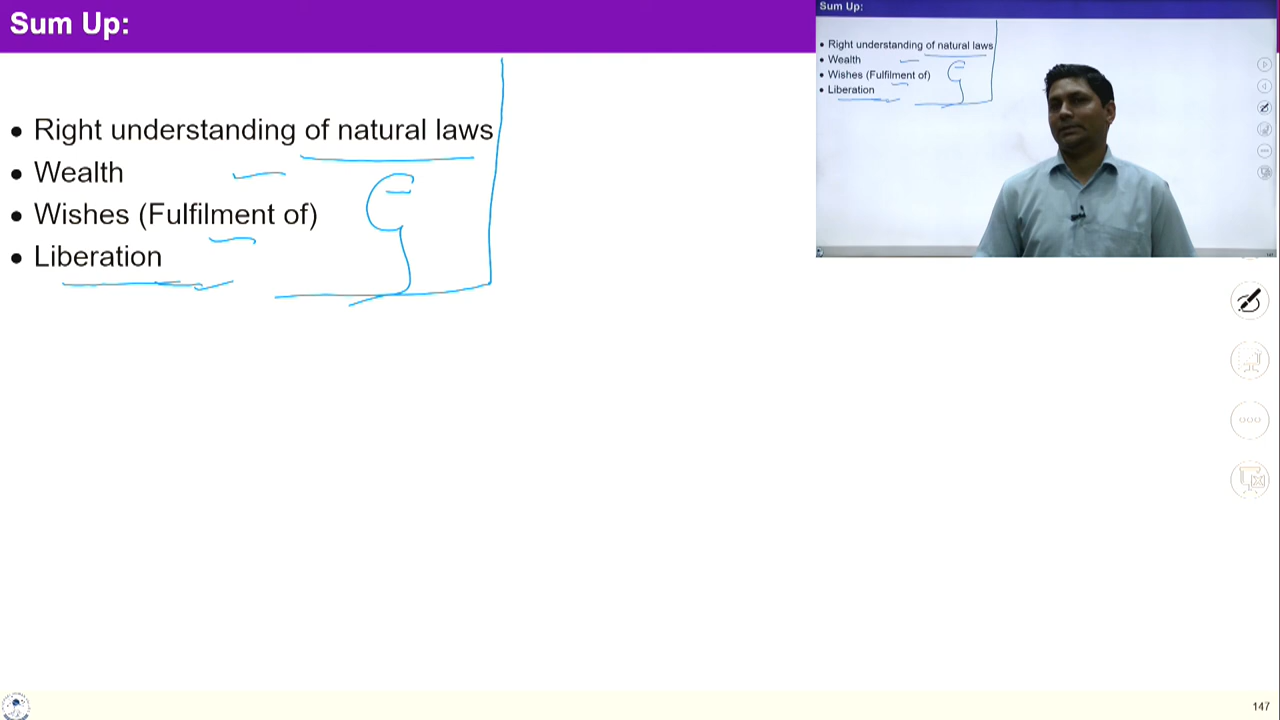 Sum Up:
• Right understanding of natural laws
• Wealth
• Wishes (Fulfilment of)
• Liberation
147
Sum Up:
• Right understanding of natural laws
• Wealth
• Wishes (Fulfilment of)
• Liberation
147